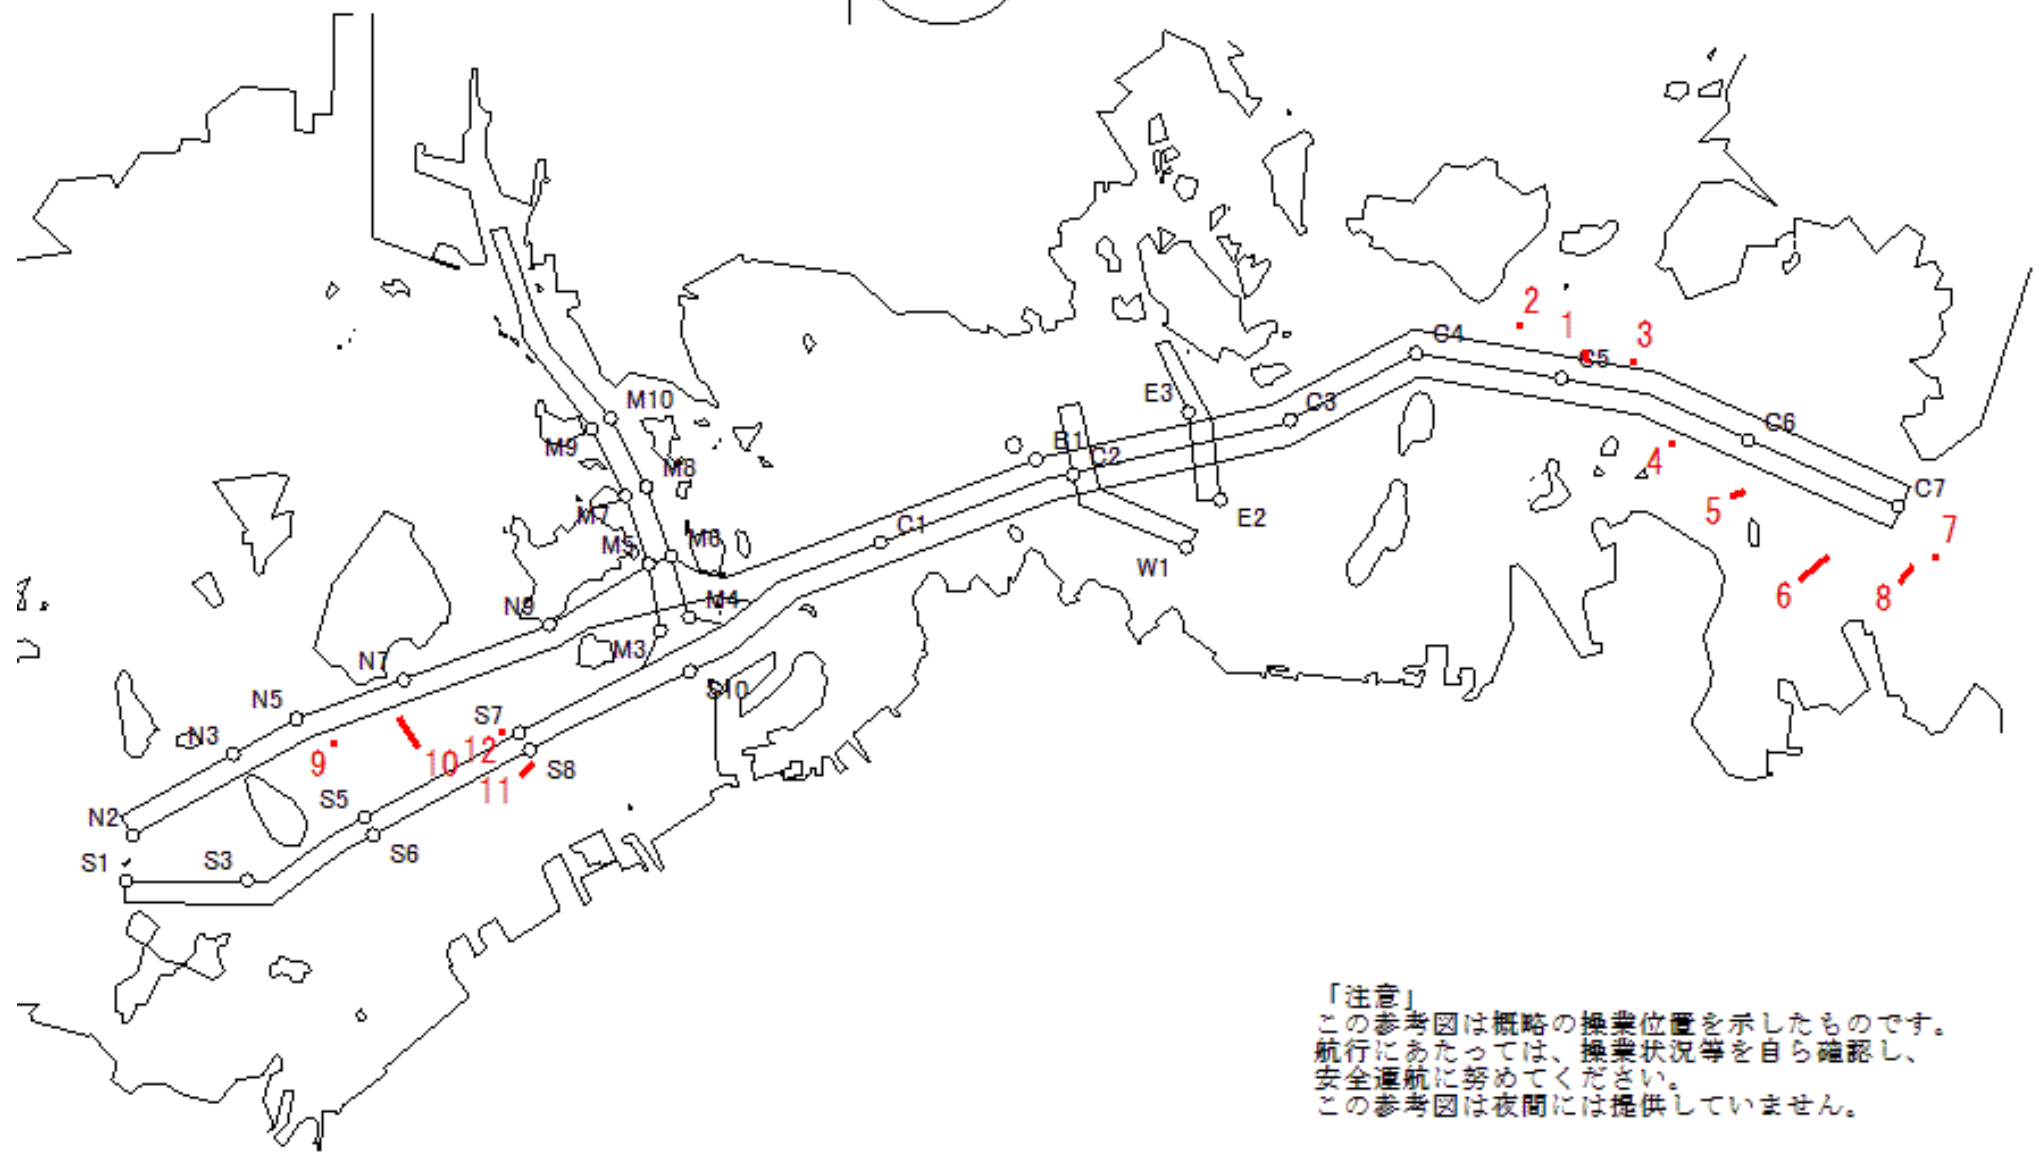 2
1
3
C4
C5
E3
C3
M10
C6
M9
B1
C2
M8
4
C7
M7
5
E2
C1
7
M5
M6
W1
6
8
N9
M4
M3
N7
S10
N5
S7
N3
12
9
10
S8
11
S5
N2
S6
S1
S3
「注意」
この参考図は概略の操業位置を示したものです。
航行にあたっては、操業状況等を自ら確認し、
安全運航に努めてください。
この参考図は夜間には提供していません。